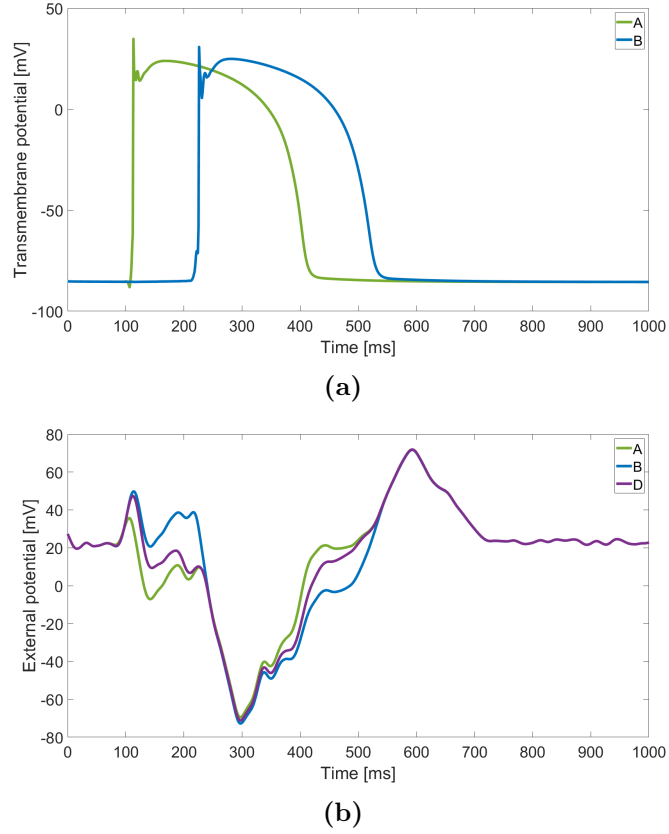 50
0
-50
-100
Transmembrane potential [mV]
A
B
0 100 200 300 400 500 600 700 800 900 1000
Time [ms]
(a)
80
60
40
20
0
-20
-40
-60
-80
External potential [mV]
A
B
D
0 100 200 300 400 500 600 700 800 900 1000
Time [ms]
(b)